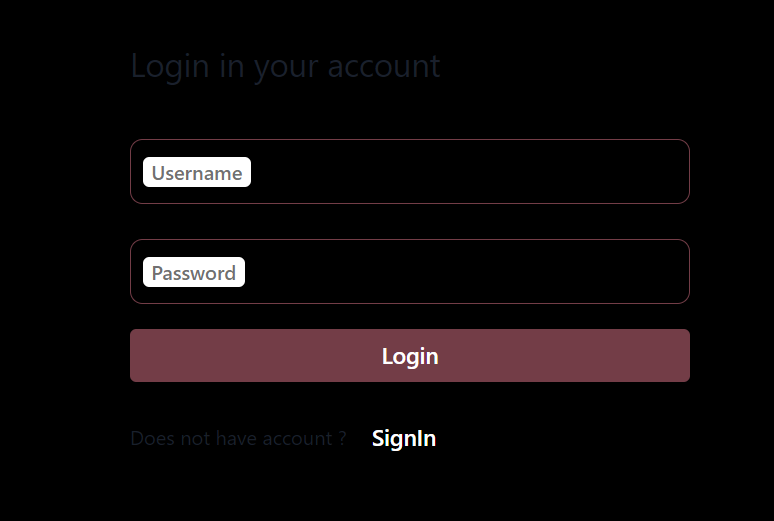 Login in your account
Username
Password
Login
Does not have account ? SignIn